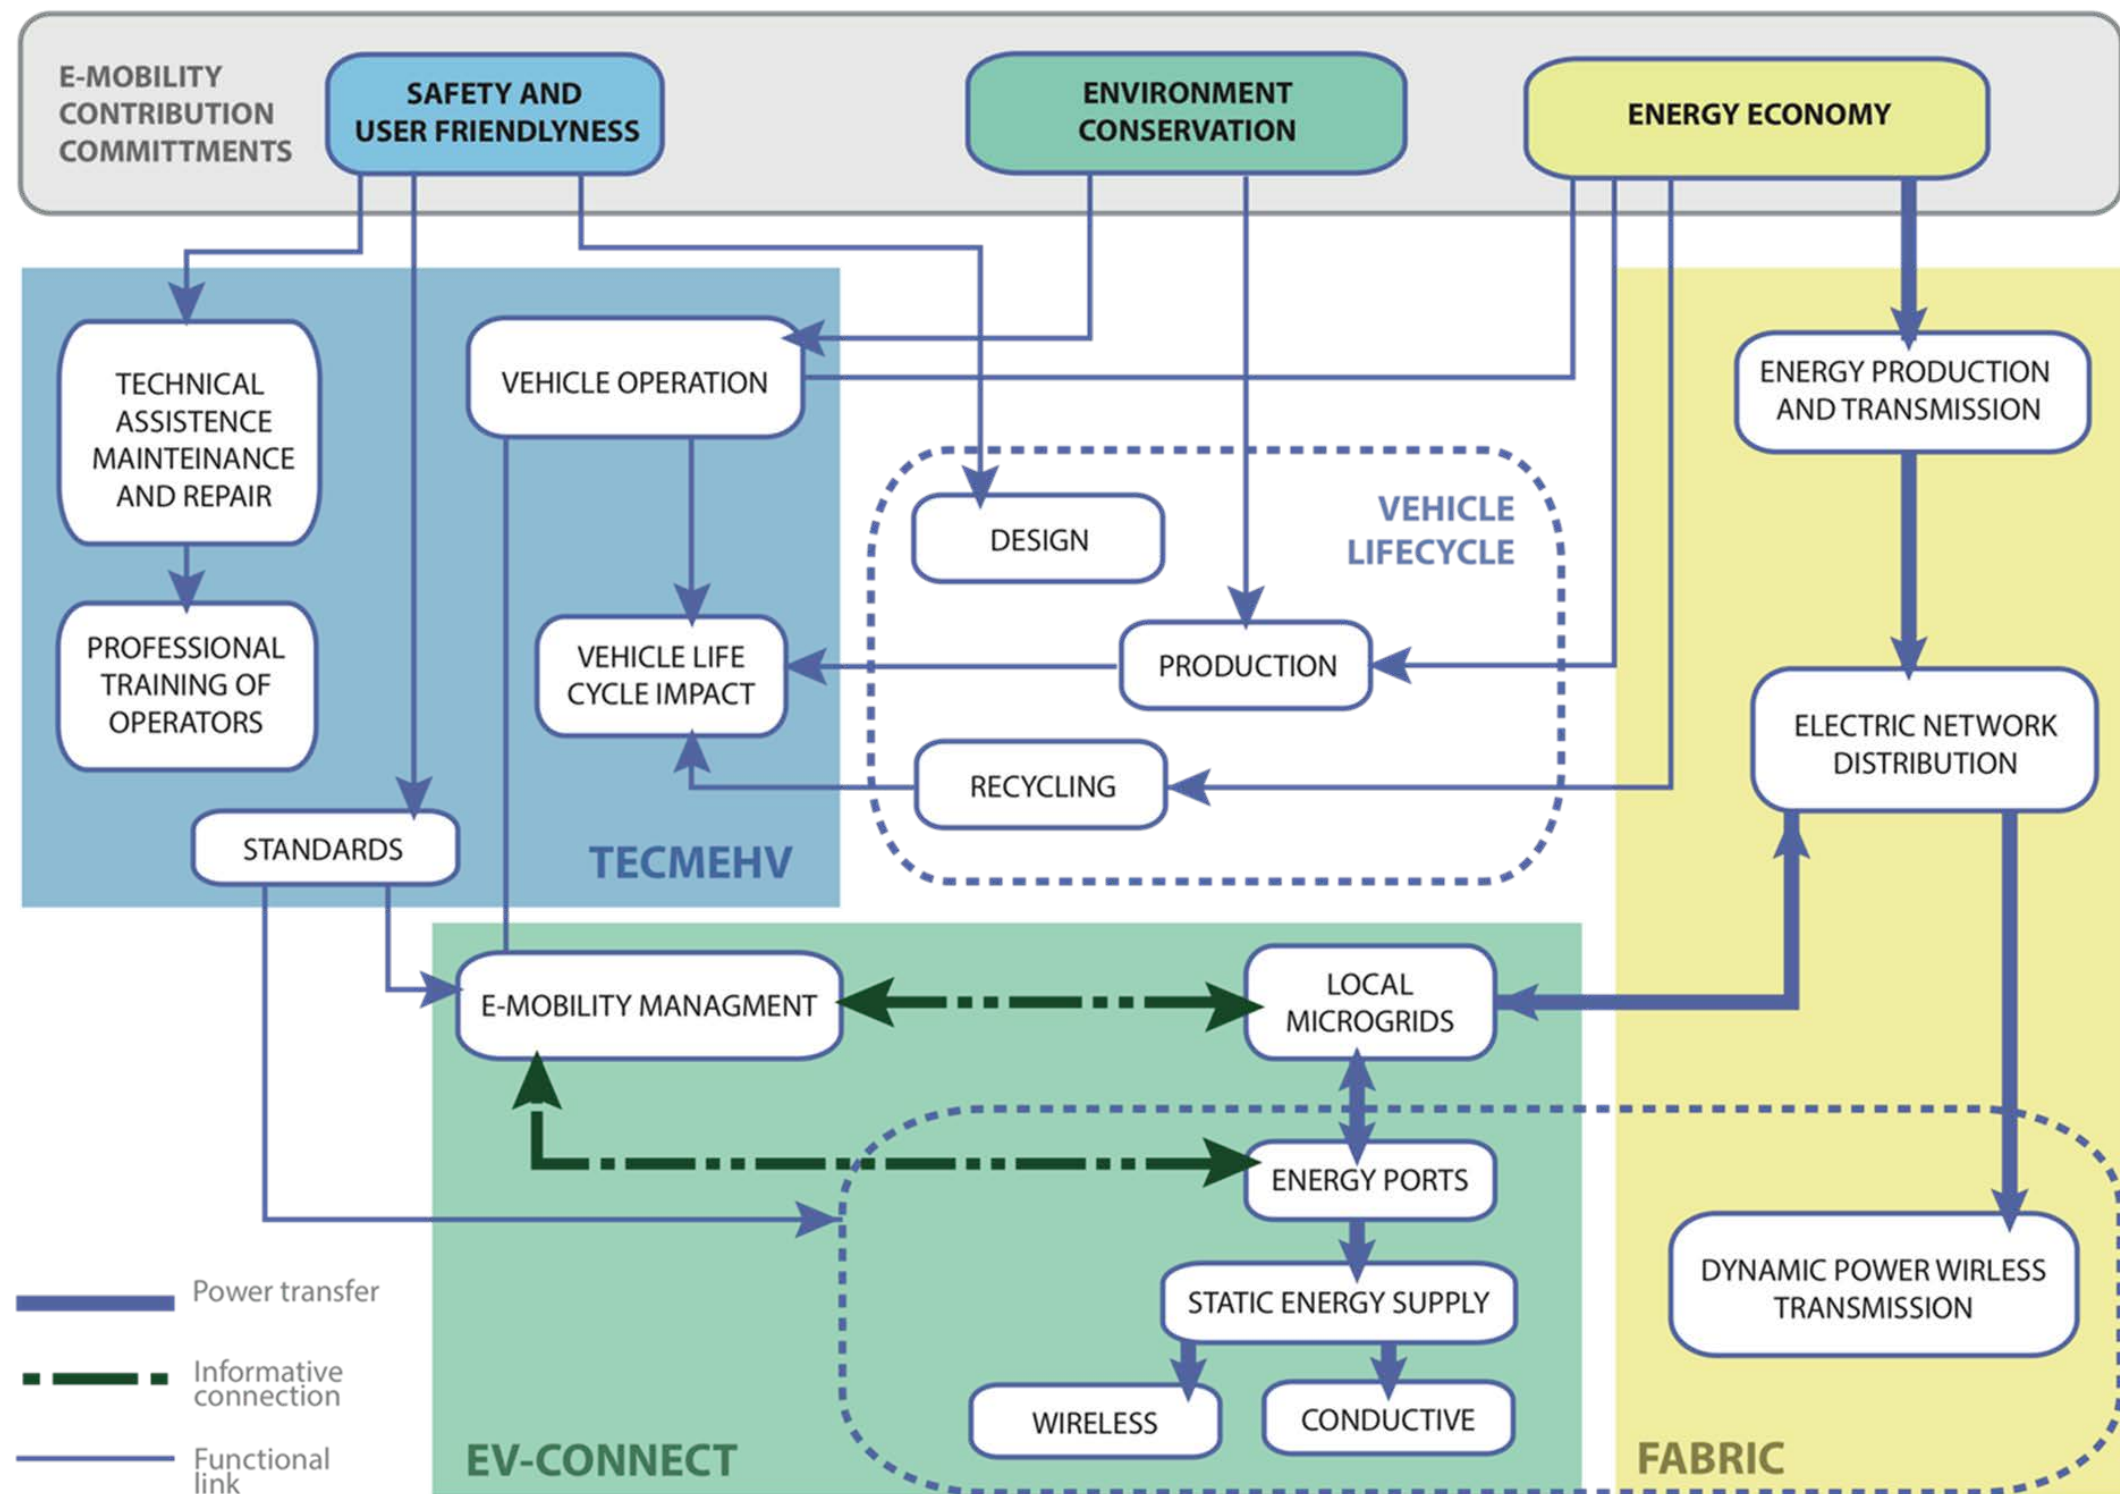 E-MOBILITY
CONTRIBUTION
COMMITTMENTS
SAFETY AND
USER FRIENDLYNESS
ENVIRONMENT
CONSERVATION
ENERGY ECONOMY
TECHNICAL
ASSISTENCE
MAINTEINANCE
AND REPAIR
VEHICLE OPERATION
ENERGY PRODUCTION
AND TRANSMISSION
DESIGN
VEHICLE
LIFECYCLE
PROFESSIONAL
TRAINING OF
OPERATORS
VEHICLE LIFE
CYCLE IMPACT
PRODUCTION
ELECTRIC NETWORK
DISTRIBUTION
RECYCLING
STANDARDS
TECMEHV
E-MOBILITY MANAGMENT
LOCAL
MICROGRIDS
ENERGY PORTS
STATIC ENERGY SUPPLY
DYNAMIC POWER WIRLESS
TRANSMISSION
WIRELESS
CONDUCTIVE
EV-CONNECT
FABRIC
Power transfer
Informative
connection
Functional
link